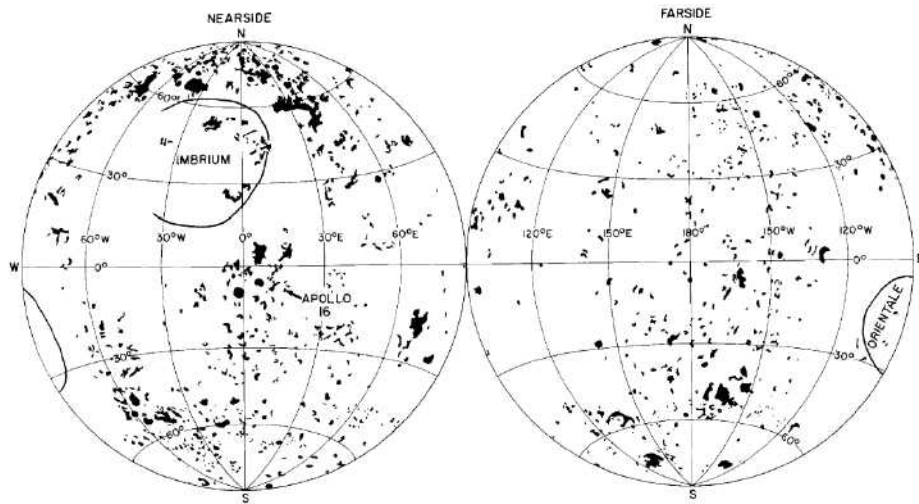 NEARSIDE
N
60°
IMBRIUM
30°
60°W
30°W
0°
30°E
60°E
W
0°
APOLLO
16
30°
60°
S
FARSIDE
N
60°
30°
120°E
150°E
180°
150°W
120°W
0°
E
ORIENTALE
30°
60°
S